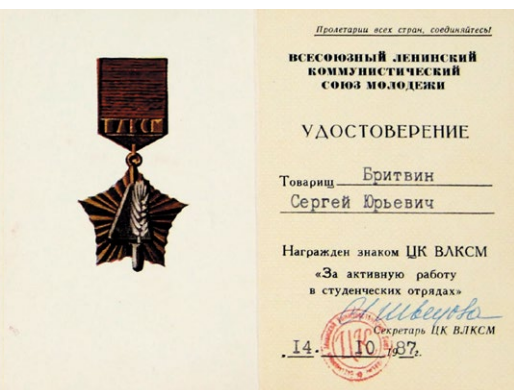 ВЛКСМ
Пролетарии всех стран, соединяйтесь!
ВСЕСОЮЗНЫЙ ЛЕНИНСКИЙ
КОММУНИСТИЧЕСКИЙ
СОЮЗ МОЛОДЕЖИ
УДОСТОВЕРЕНИЕ
Товарищ Бритвин
Сергей Юрьевич
Награжден знаком ЦК ВЛКСМ
«За активную работу
в студенческих отрядах»
Секретарь ЦК ВЛКСМ
14. 10 1987г.